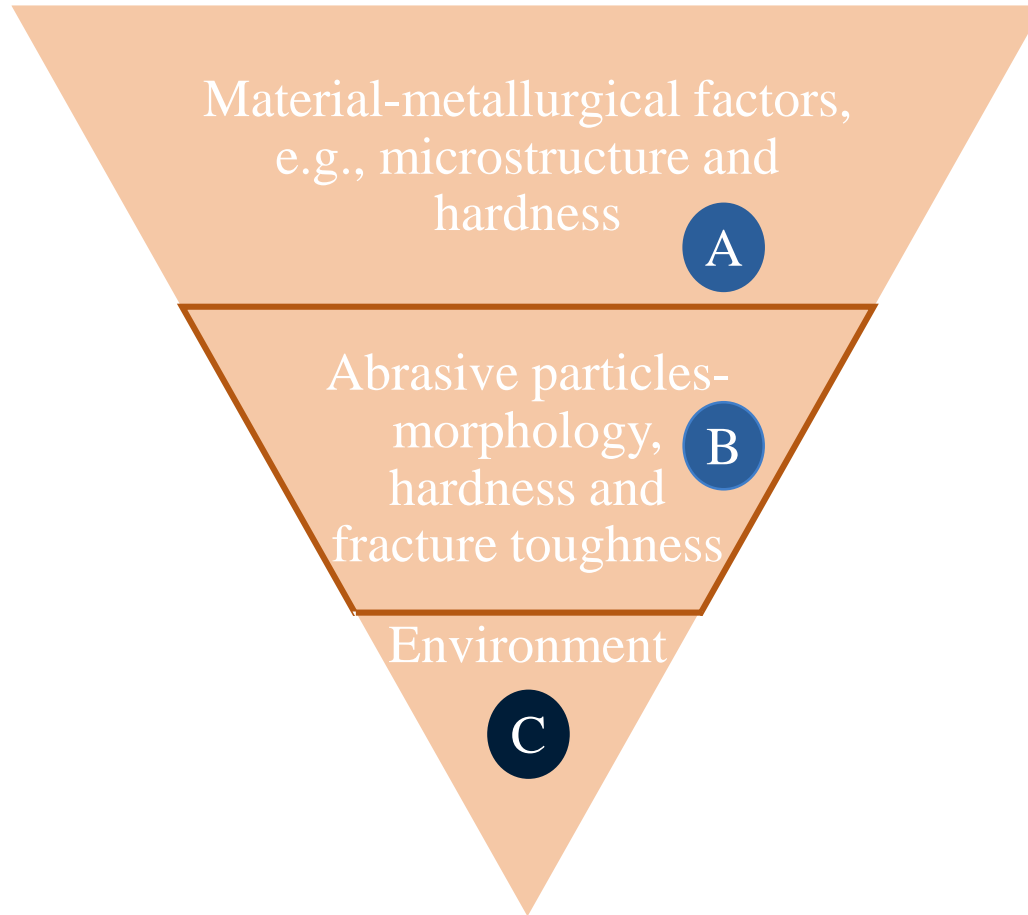 Material-metallurgical factors,
e.g., microstructure and
hardness
A
Abrasive particles-
morphology,
B
hardness and
fracture toughness
Environment
C